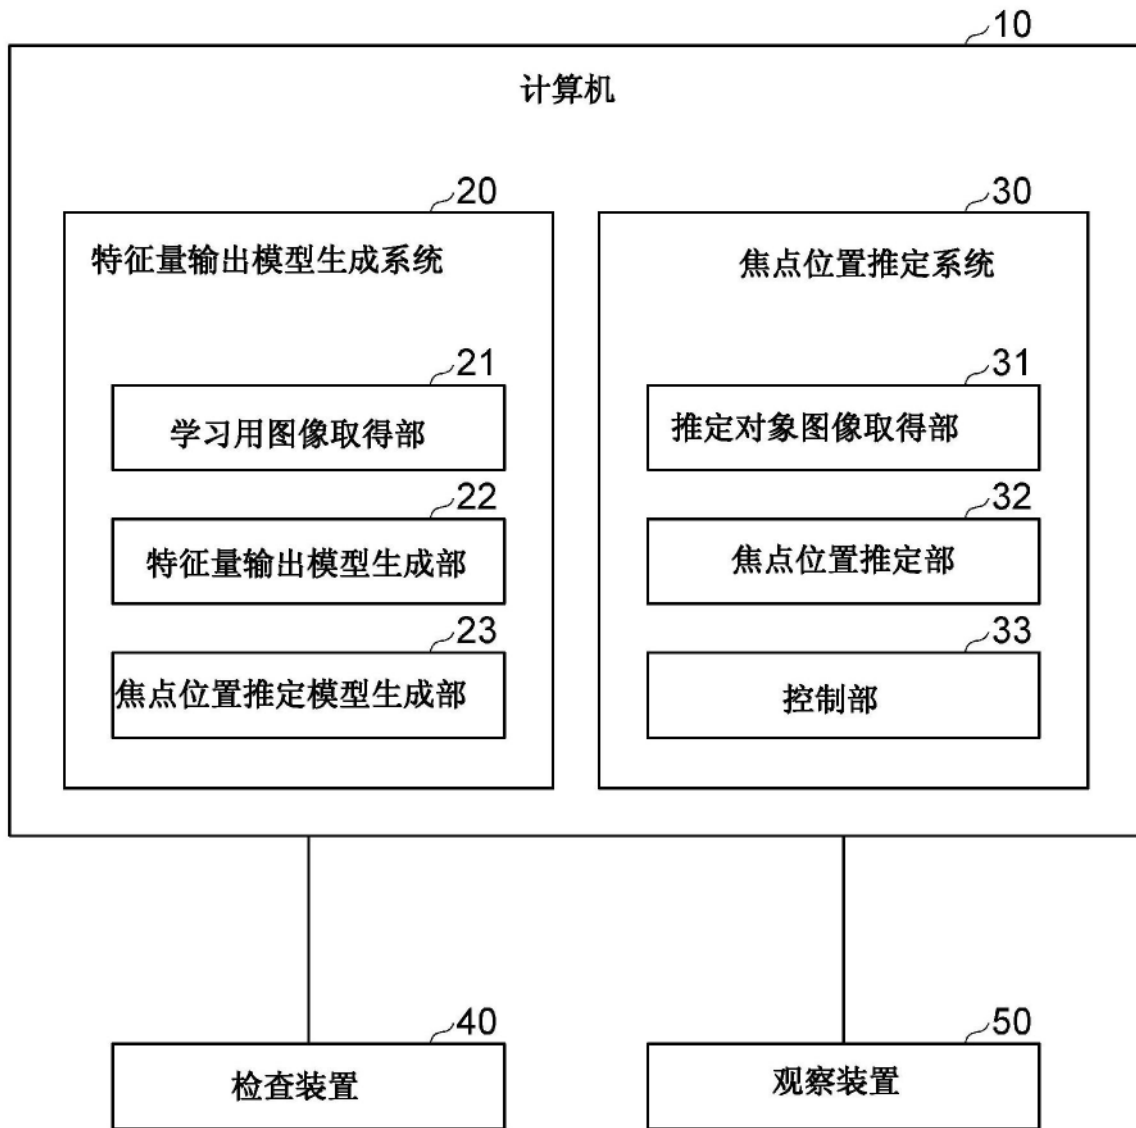 10
计算机
20
特征量输出模型生成系统
21
学习用图像取得部
22
特征量输出模型生成部
23
焦点位置推定模型生成部
30
焦点位置推定系统
31
推定对象图像取得部
32
焦点位置推定部
33
控制部
40
检查装置
50
观察装置